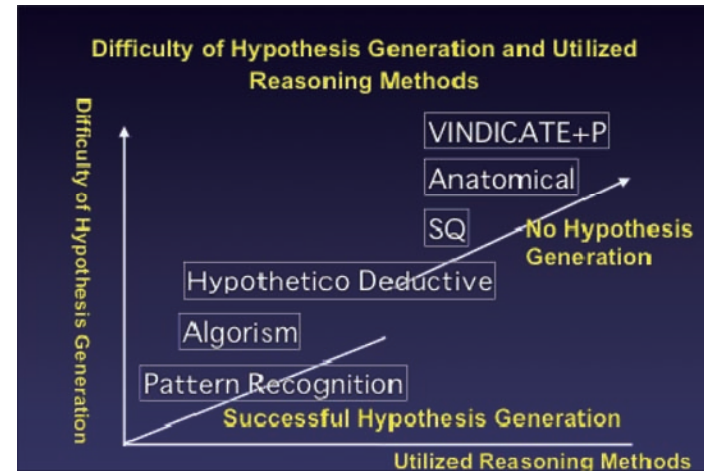 Difficulty of Hypothesis Generation and Utilized
Reasoning Methods
Difficulty of Hypothesis Generation
VINDICATE+P
Anatomical
SQ
No Hypothesis
Generation
Hypothetico Deductive
Algorism
Pattern Recognition
Successful Hypothesis Generation
Utilized Reasoning Methods